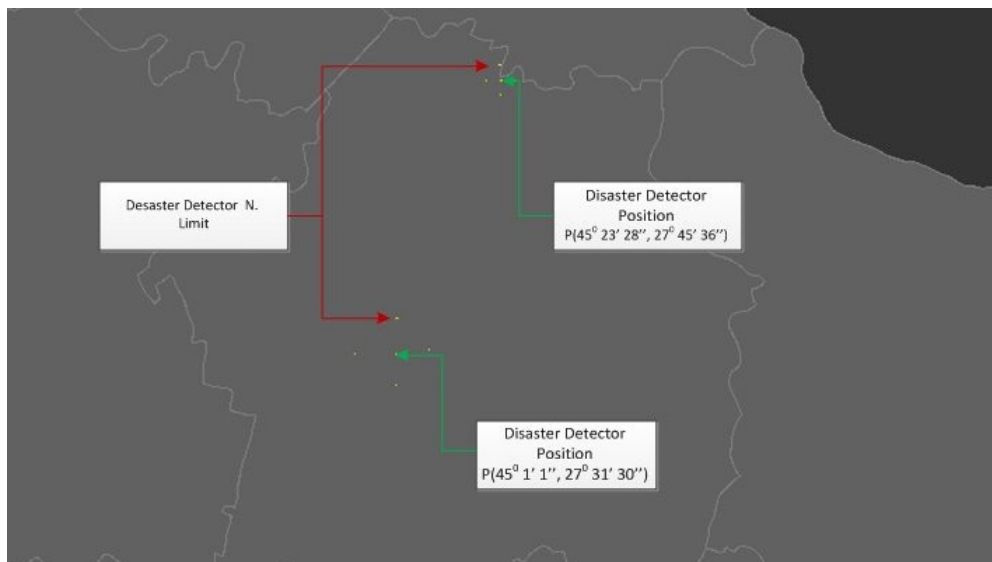 Desaster Detector N.
Limit
Disaster Detector
Position
P(45⁰ 23’ 28’’, 27⁰ 45’ 36’’)
Disaster Detector
Position
P(45⁰ 1’ 1’’, 27⁰ 31’ 30’’)